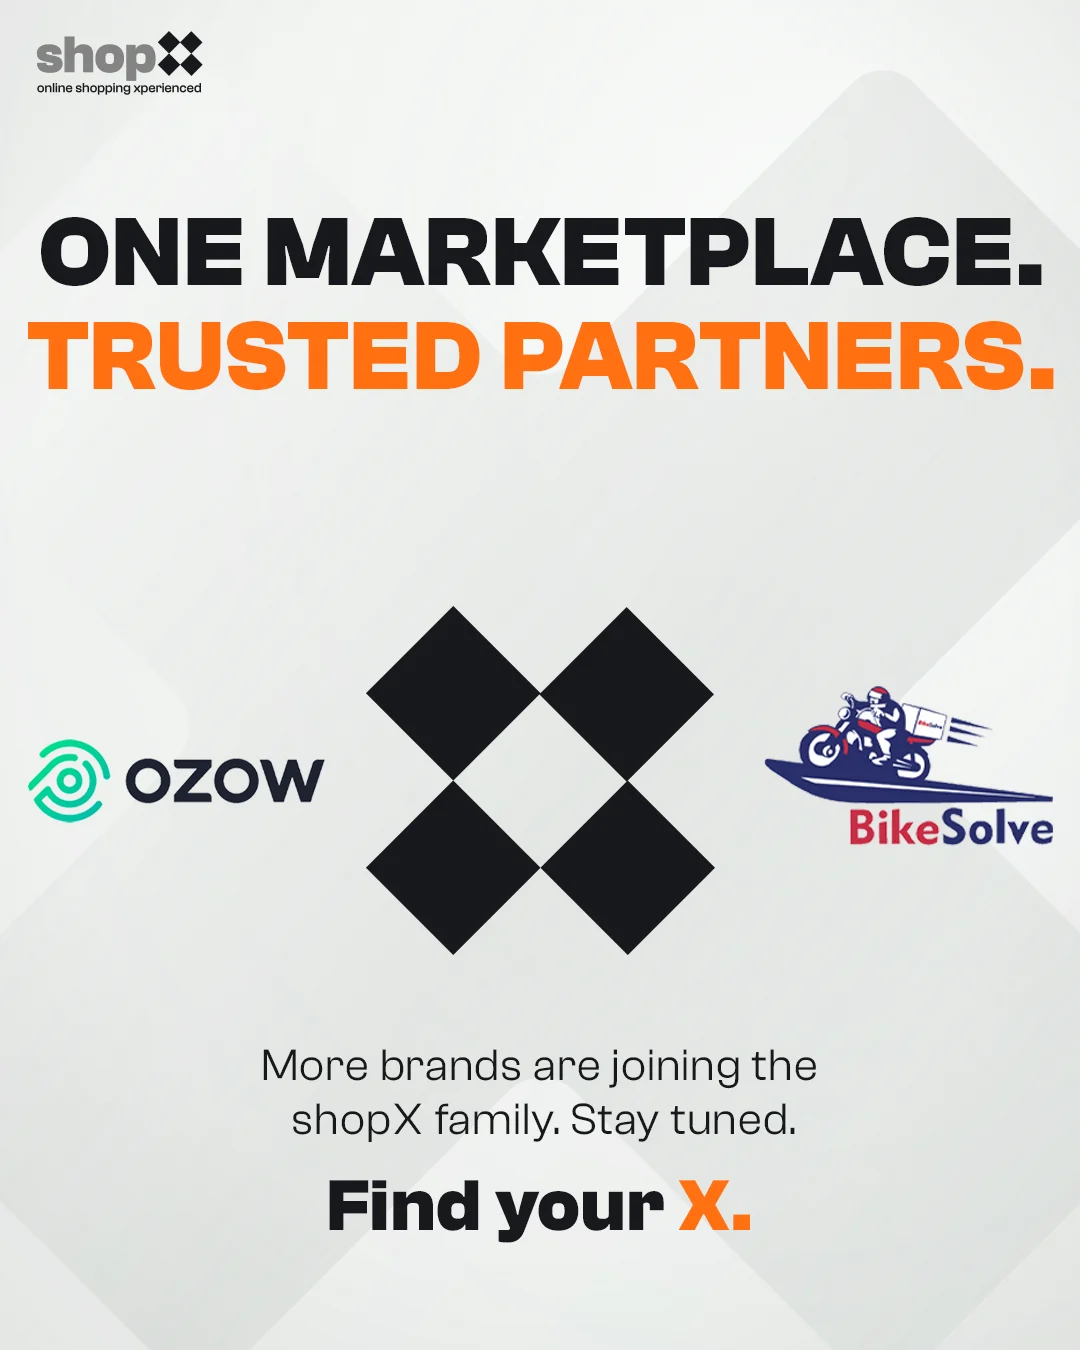 shop
online shopping xperienced
ONE MARKETPLACE.
TRUSTED PARTNERS.
OZOW
BikeSolve
BikeSolve
More brands are joining the
shopX family. Stay tuned.
Find your X.